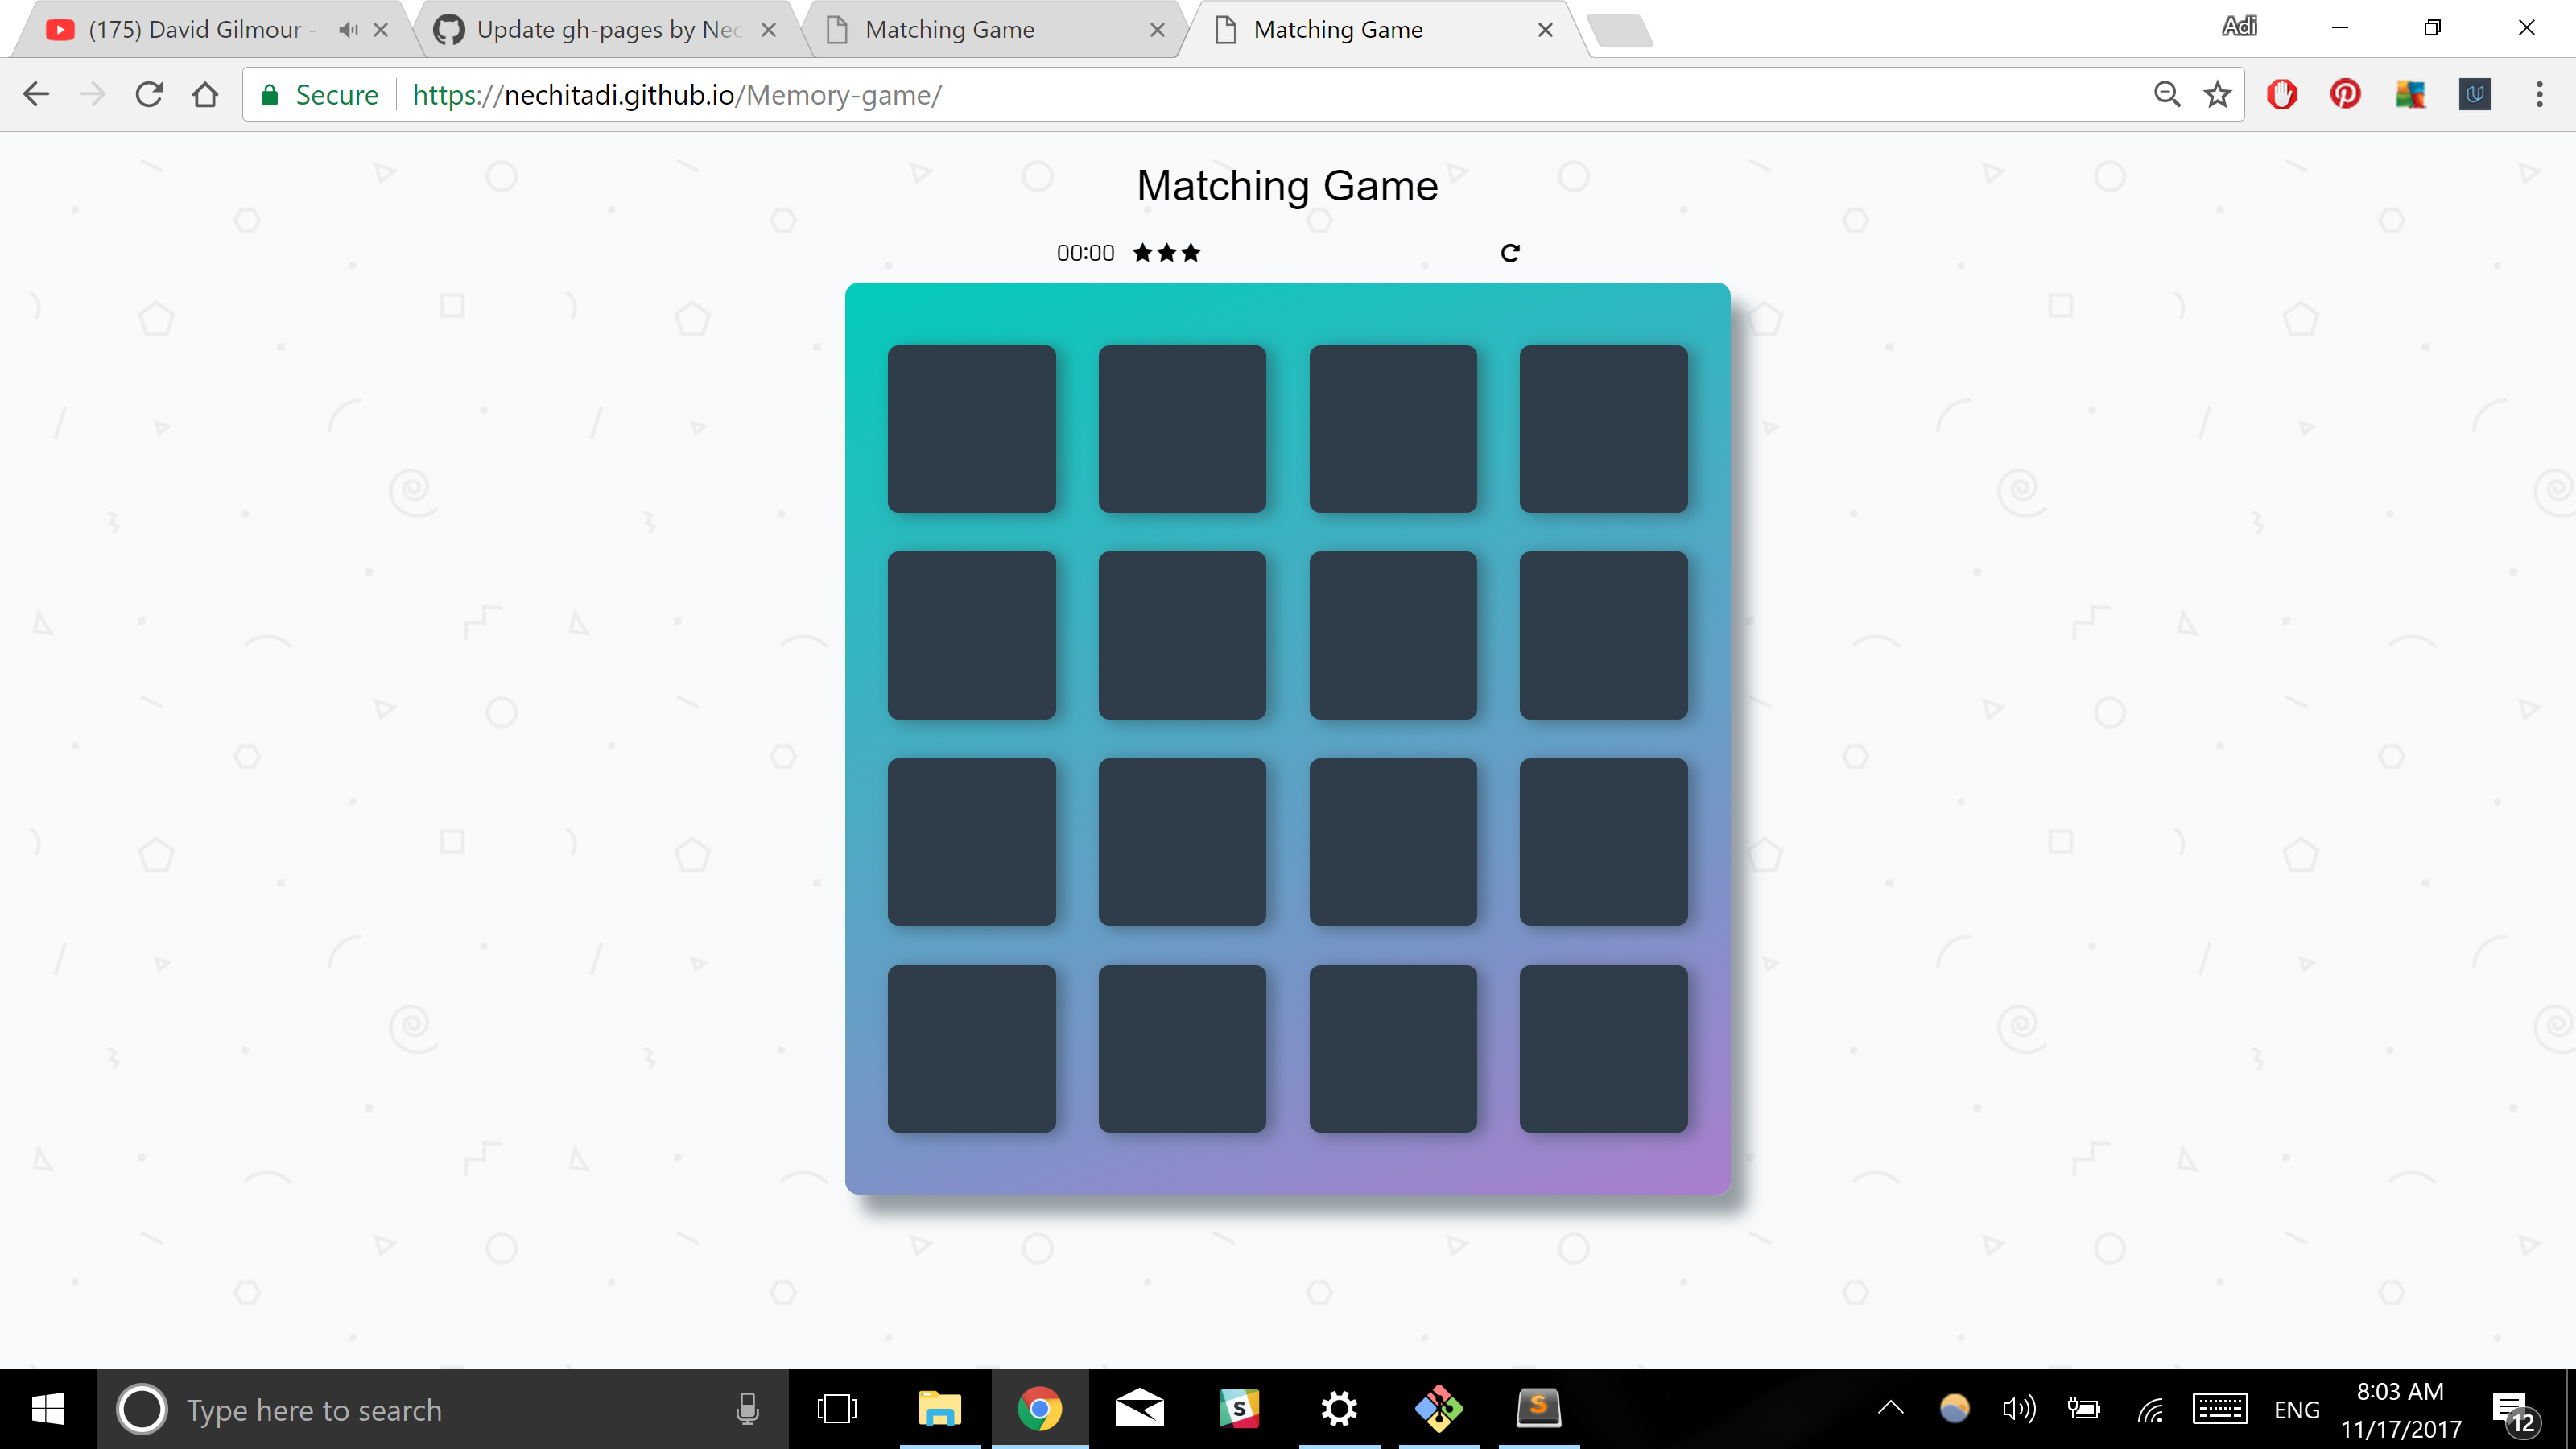 (175) David Gilmour -
Update gh-pages by Nec
Matching Game
Matching Game
Adi
Secure
https://nechitadi.github.io/Memory-game/
Matching Game
00:00
Type here to search
S
S
ENG
8:03 AM
11/17/2017
12